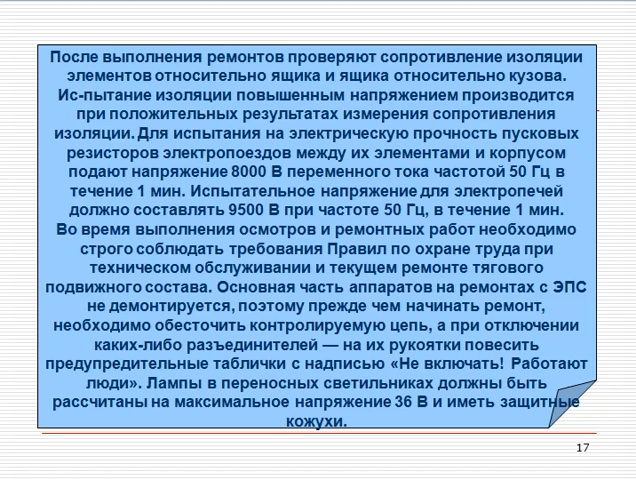 После выполнения ремонтов проверяют сопротивление изоляции
элементов относительно ящика и ящика относительно кузова.
Ис-пытание изоляции повышенным напряжением производится
при положительных результатах измерения сопротивления
изоляции. Для испытания на электрическую прочность пусковых
резисторов электропоездов между их элементами и корпусом
подают напряжение 8000 В переменного тока частотой 50 Гц в
течение 1 мин. Испытательное напряжение для электропечей
должно составлять 9500 В при частоте 50 Гц, в течение 1 мин.
Во время выполнения осмотров и ремонтных работ необходимо
строго соблюдать требования Правил по охране труда при
техническом обслуживании и текущем ремонте тягового
подвижного состава. Основная часть аппаратов на ремонтах с ЭПС
не демонтируется, поэтому прежде чем начинать ремонт,
необходимо обесточить контролируемую цепь, а при отключении
каких-либо разъединителей — на их рукоятки повесить
предупредительные таблички с надписью «Не включать! Работают
люди». Лампы в переносных светильниках должны быть
рассчитаны на максимальное напряжение 36 В и иметь защитные
кожухи.
17